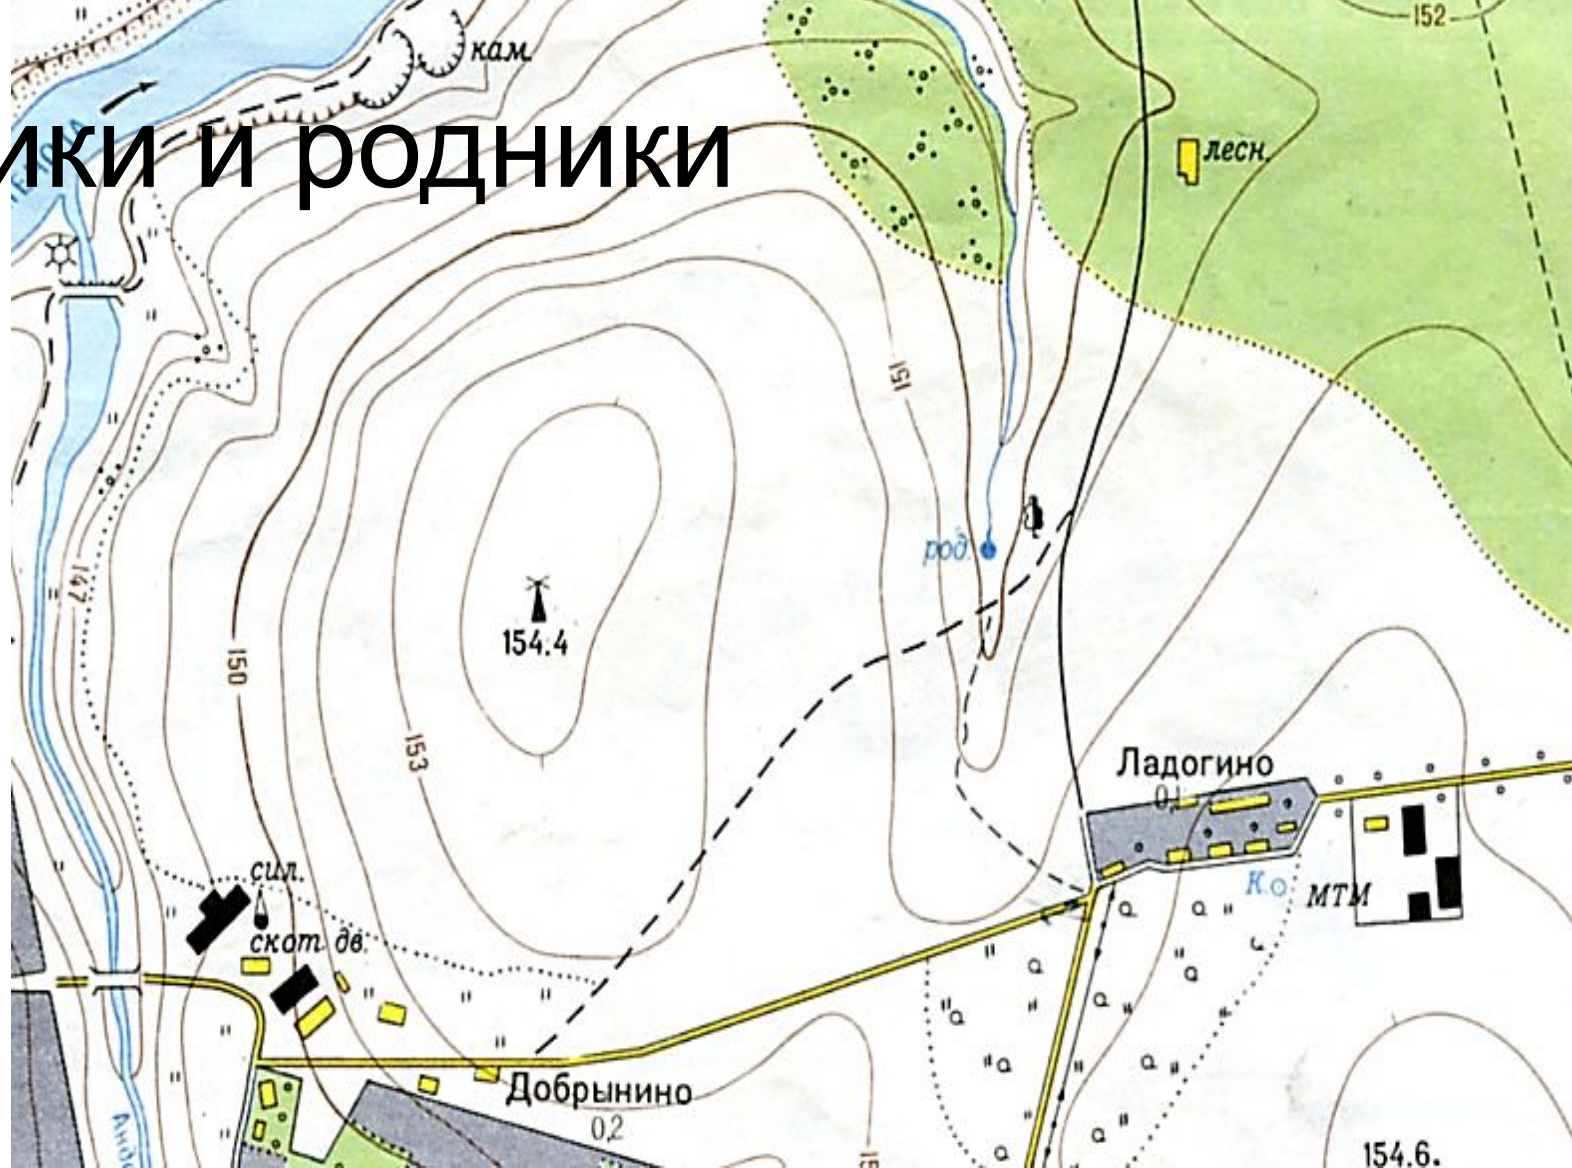 152
кам.
ики и родники
лесн.
151
род.
147
154.4
150
153
Ладогино
0,1
сил.
К.
МТМ
скот. дв.
Добрынино
0,2
154.6